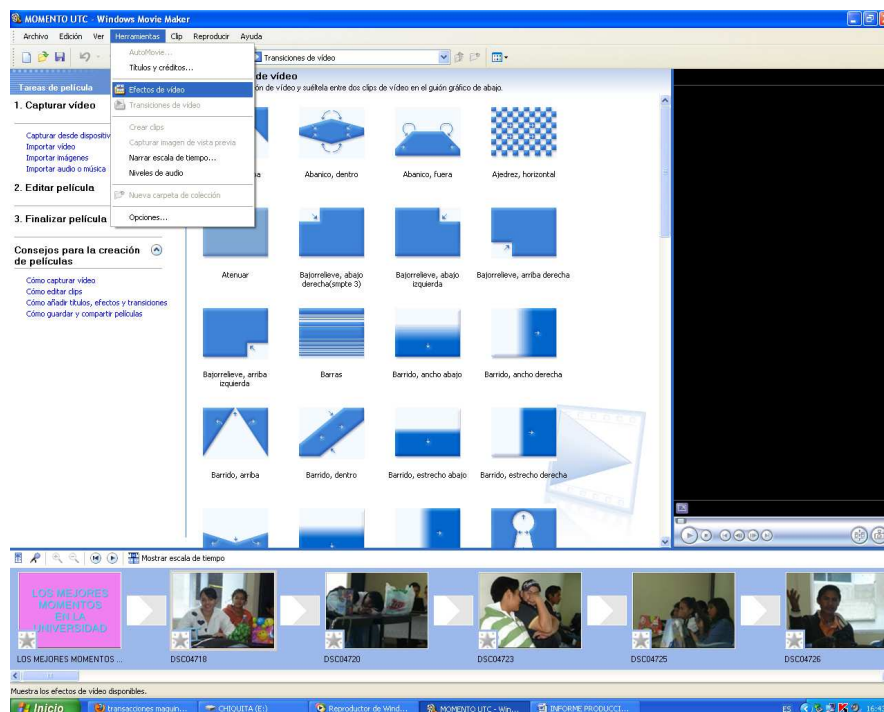 MOMENTO UTC - Windows Movie Maker
Archivo Edición Ver Herramientas Clip Reproducir Ayuda
Transiciones de vídeo
AutoMovie...
Títulos y créditos...
Efectos de vídeo
Transiciones de vídeo
Crear clips
Capturar imagen de vista previa
Narrar escala de tiempo...
Niveles de audio
Nueva carpeta de colección
Opciones...
Tareas de película
1. Capturar vídeo
Capturar desde dispositiv
Importar vídeo
Importar imágenes
Importar audio o música
2. Editar película
3. Finalizar película
Consejos para la creación
de películas
Cómo capturar vídeo
Cómo editar clips
Cómo añadir títulos, efectos y transiciones
Cómo guardar y compartir películas
de vídeo
ón de vídeo y suéltela entre dos clips de vídeo en el guión gráfico de abajo.
Abanico, dentro
Abanico, fuera
Ajedrez, horizontal
Atenuar
Bajorrelieve, abajo
derecha(smpte 3)
Bajorrelieve, abajo
izquierda
Bajorrelieve, arriba derecha
Bajorrelieve, arriba
izquierda
Barras
Barrido, ancho abajo
Barrido, ancho derecha
Barrido, arriba
Barrido, dentro
Barrido, estrecho abajo
Barrido, estrecho derecha
Mostrar escala de tiempo
LOS MEJORES
MOMENTOS
EN LA
UNIVERSIDAD
LOS MEJORES MOMENTOS ...
DSC04718
DSC04720
DSC04723
DSC04725
DSC04726
Muestra los efectos de vídeo disponibles.
Inicio
transacciones maquin...
CHIQUITA (E:)
Reproductor de Wind...
MOMENTO UTC - Win...
INFORME PRODUCCI...
ES